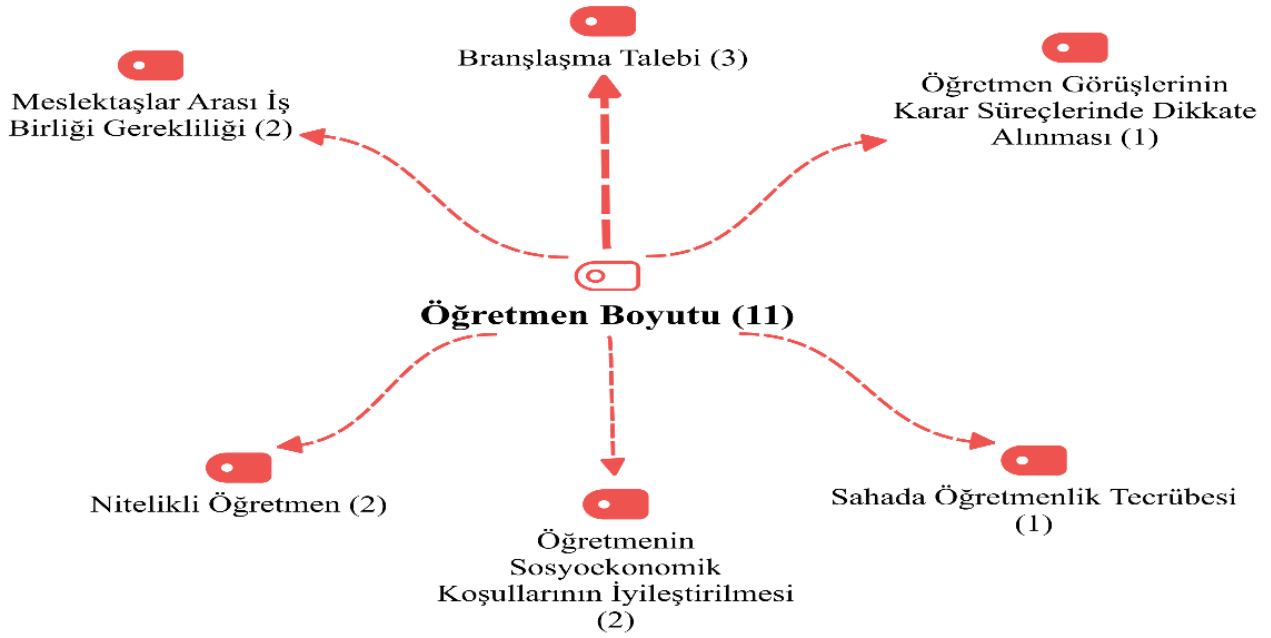 Branşlaşma Talebi (3)
Meslektaşlar Arası İş
Birliği Gerekliliği (2)
Öğretmen Görüşlerinin
Karar Süreçlerinde Dikkate
Alınması (1)
Öğretmen Boyutu (11)
Nitelikli Öğretmen (2)
Öğretmenin
Sosyoekonomik
Koşullarının İyileştirilmesi
(2)
Sahada Öğretmenlik Tecrübesi
(1)